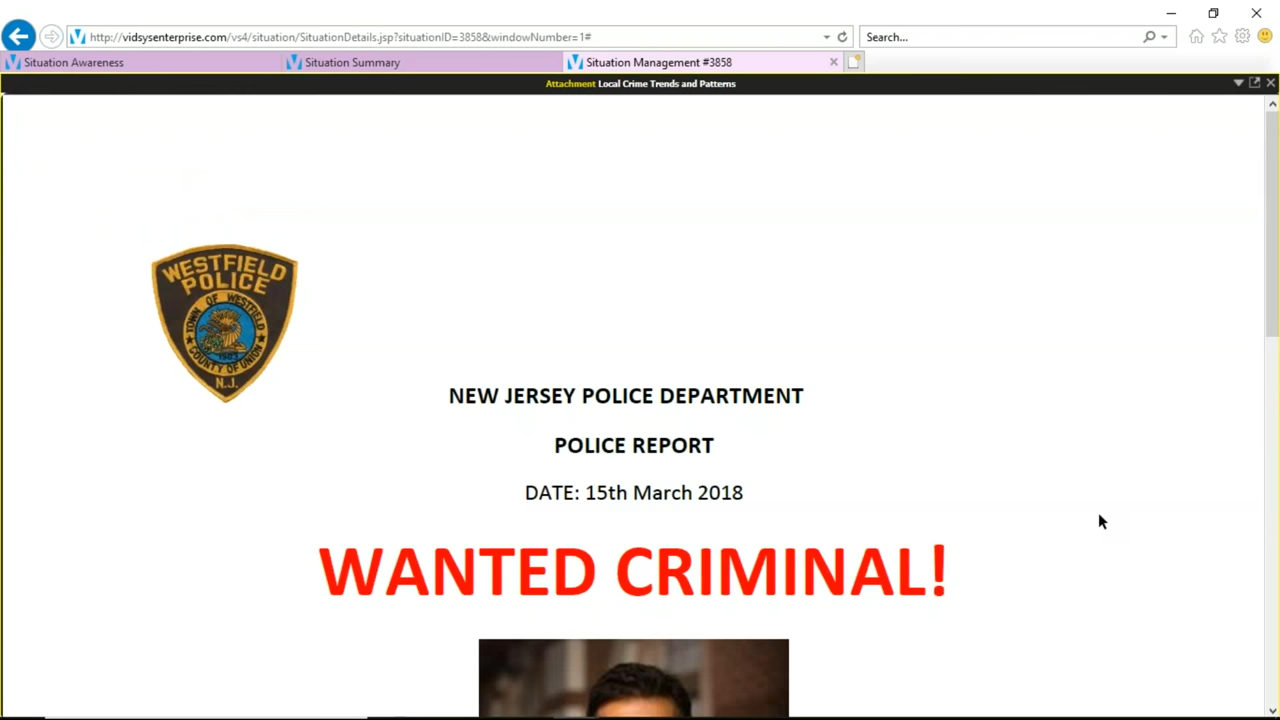 http://vidsysenterprise.com/vs4/situation/SituationDetails.jsp?situationID=3858&windowNumber=1#
Search...
Situation Awareness
Situation Summary
Situation Management #3858
Attachment Local Crime Trends and Patterns
WESTFIELD
POLICE
TOWN OF WESTFIELD
COUNTY OF UNION
1903
N.J.
NEW JERSEY POLICE DEPARTMENT
POLICE REPORT
DATE: 15th March 2018
WANTED CRIMINAL!